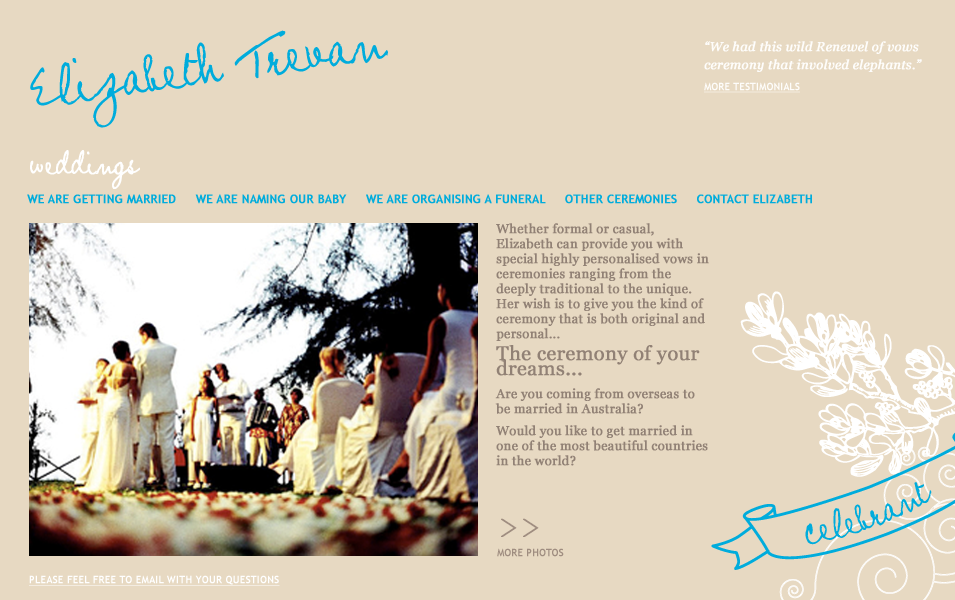 Elizabeth Trevan
“We had this wild Renewel of vows
ceremony that involved elephants.”
MORE TESTIMONIALS
weddings
WE ARE GETTING MARRIED WE ARE NAMING OUR BABY WE ARE ORGANISING A FUNERAL OTHER CEREMONIES CONTACT ELIZABETH
Whether formal or casual,
Elizabeth can provide you with
special highly personalised vows in
ceremonies ranging from the
deeply traditional to the unique.
Her wish is to give you the kind of
ceremony that is both original and
personal...
The ceremony of your
dreams...
Are you coming from overseas to
be married in Australia?
Would you like to get married in
one of the most beautiful countries
in the world?
>>
MORE PHOTOS
celebrant
PLEASE FEEL FREE TO EMAIL WITH YOUR QUESTIONS